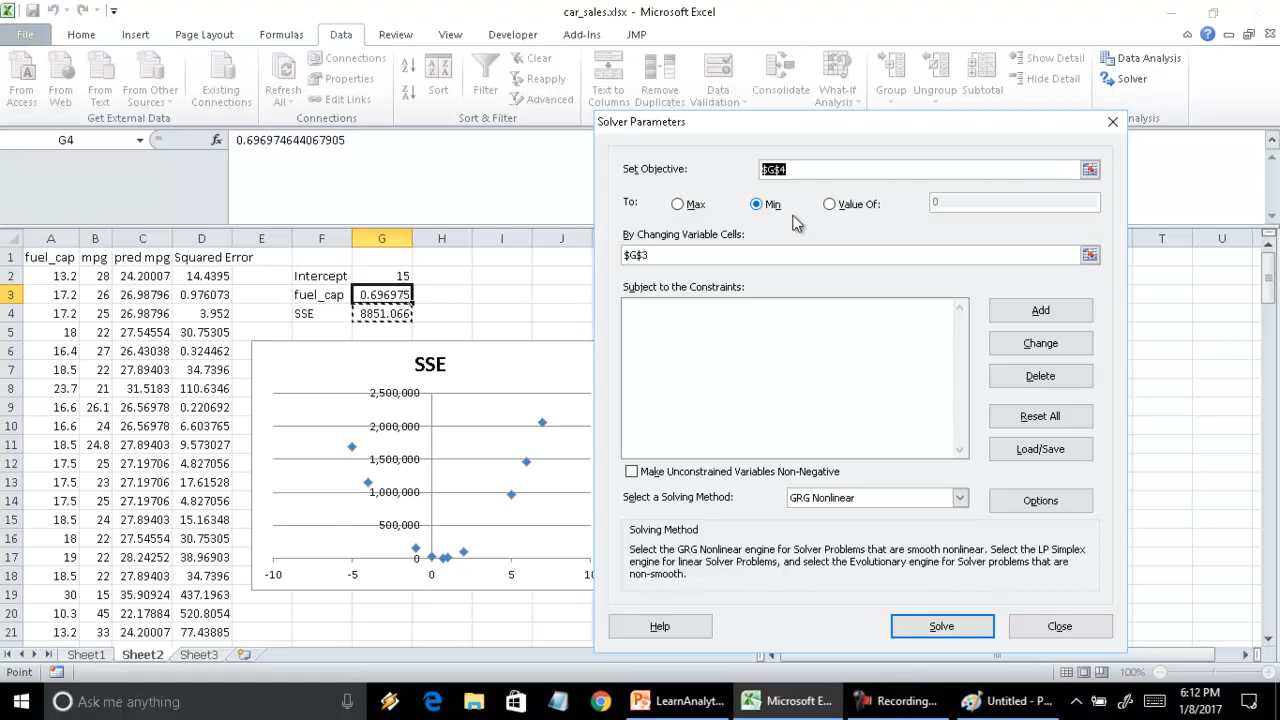 car_sales.xlsx - Microsoft Excel
File Home Insert Page Layout Formulas Data Review View Developer Add-Ins JMP
From Access
From Web
From Text
From Other Sources
Existing Connections
Get External Data
Refresh All
Connections
Properties
Edit Links
Connections
Sort
Filter
Clear
Reapply
Advanced
Sort & Filter
Text to Columns
Remove Duplicates
Data Validation
Consolidate
What-If Analysis
Group
Ungroup
Subtotal
Show Detail
Hide Detail
Data Analysis
Solver
nalysis
G4 fx 0.696974644067905
A B C D E F G H I J T U
1 fuel_cap mpg pred mpg Squared Error
2 13.2 28 24.20007 14.4395 Intercept 15
3 17.2 26 26.98796 0.976073 fuel_cap 0.696975
4 17.2 25 26.98796 3.952 SSE 8851.066
5 18 22 27.54554 30.75305
6 16.4 27 26.43038 0.324462
7 18.5 22 27.89403 34.7396
8 23.7 21 31.5183 110.6346
9 16.6 26.1 26.56978 0.220692
10 16.6 24 26.56978 6.603765
11 18.5 24.8 27.89403 9.573027
12 17.5 25 27.19706 4.827056
13 17.5 23 27.19706 17.61528
14 17.5 25 27.19706 4.827056
15 18.5 24 27.89403 15.16348
16 18 22 27.54554 30.75305
17 19 22 28.24252 38.96903
18 18.5 22 27.89403 34.7396
19 30 15 35.90924 437.1963
20 10.3 45 22.17884 520.8054
21 13.2 33 24.20007 77.43885
SSE
2,500,000
2,000,000
1,500,000
1,000,000
500,000
0
-10 -5 0 5 10
Solver Parameters
Set Objective: $G$4
To: Max Min Value Of: 0
By Changing Variable Cells:
$G$3
Subject to the Constraints:
Add
Change
Delete
Reset All
Load/Save
Make Unconstrained Variables Non-Negative
Select a Solving Method: GRG Nonlinear Options
Solving Method
Select the GRG Nonlinear engine for Solver Problems that are smooth nonlinear. Select the LP Simplex
engine for linear Solver Problems, and select the Evolutionary engine for Solver problems that are
non-smooth.
Help Solve Close
Sheet1 Sheet2 Sheet3
Point 100%
Ask me anything LearnAnalyt... Microsoft E... Recording... Untitled - P... 6:12 PM
1/8/2017